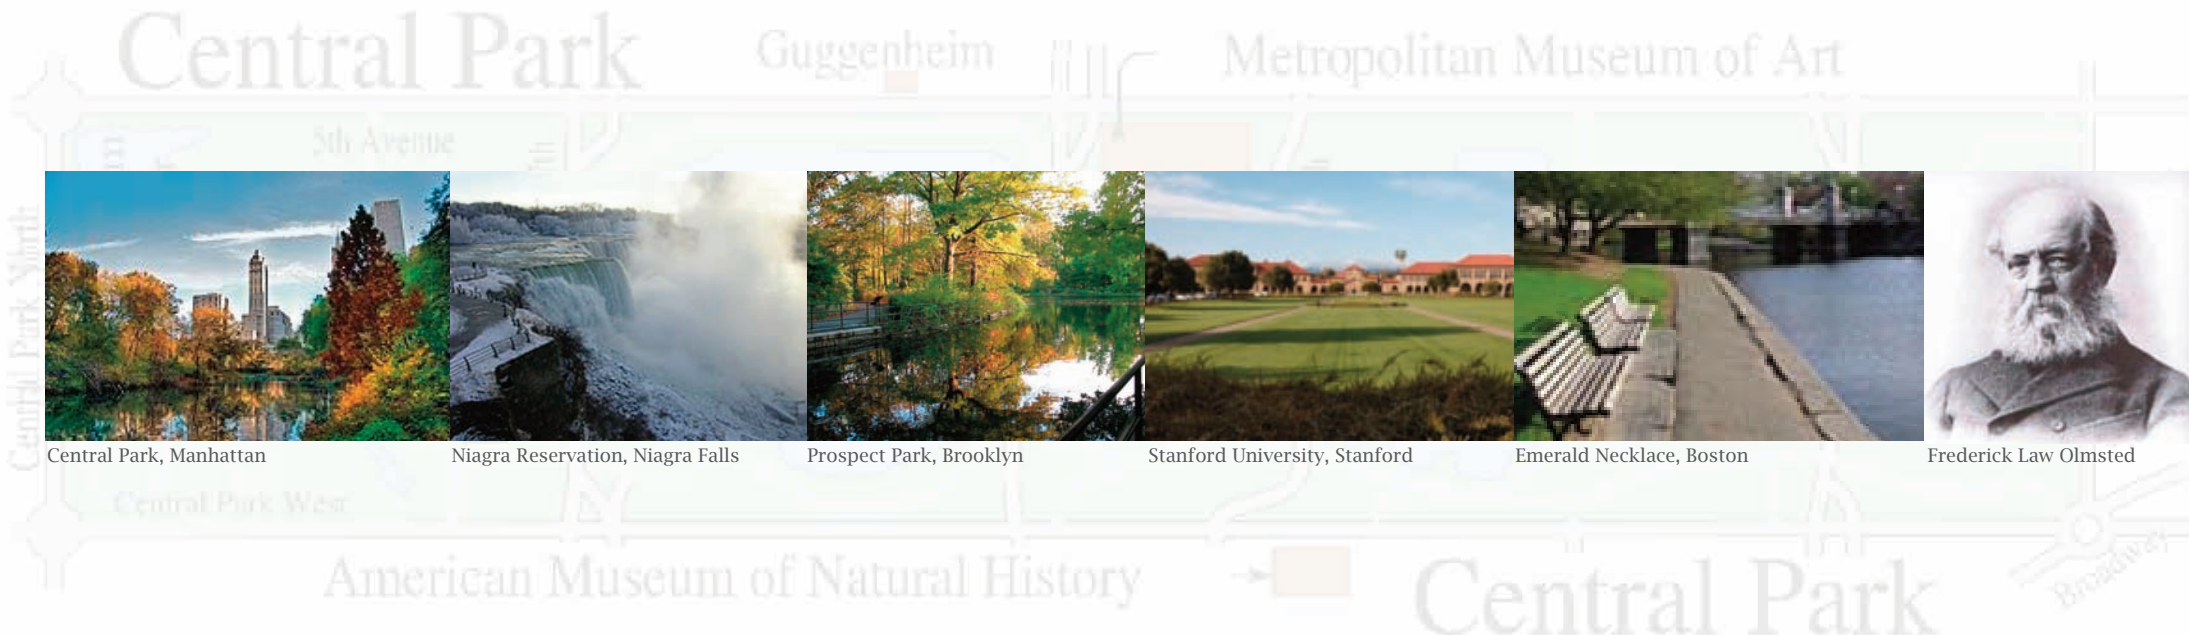 Central Park
Guggenheim
Metropolitan Museum of Art
5th Avenue
Central Park North
Central Park, Manhattan
Niagra Reservation, Niagra Falls
Prospect Park, Brooklyn
Stanford University, Stanford
Emerald Necklace, Boston
Frederick Law Olmsted
Central Park West
American Museum of Natural History
Central Park
Broadway